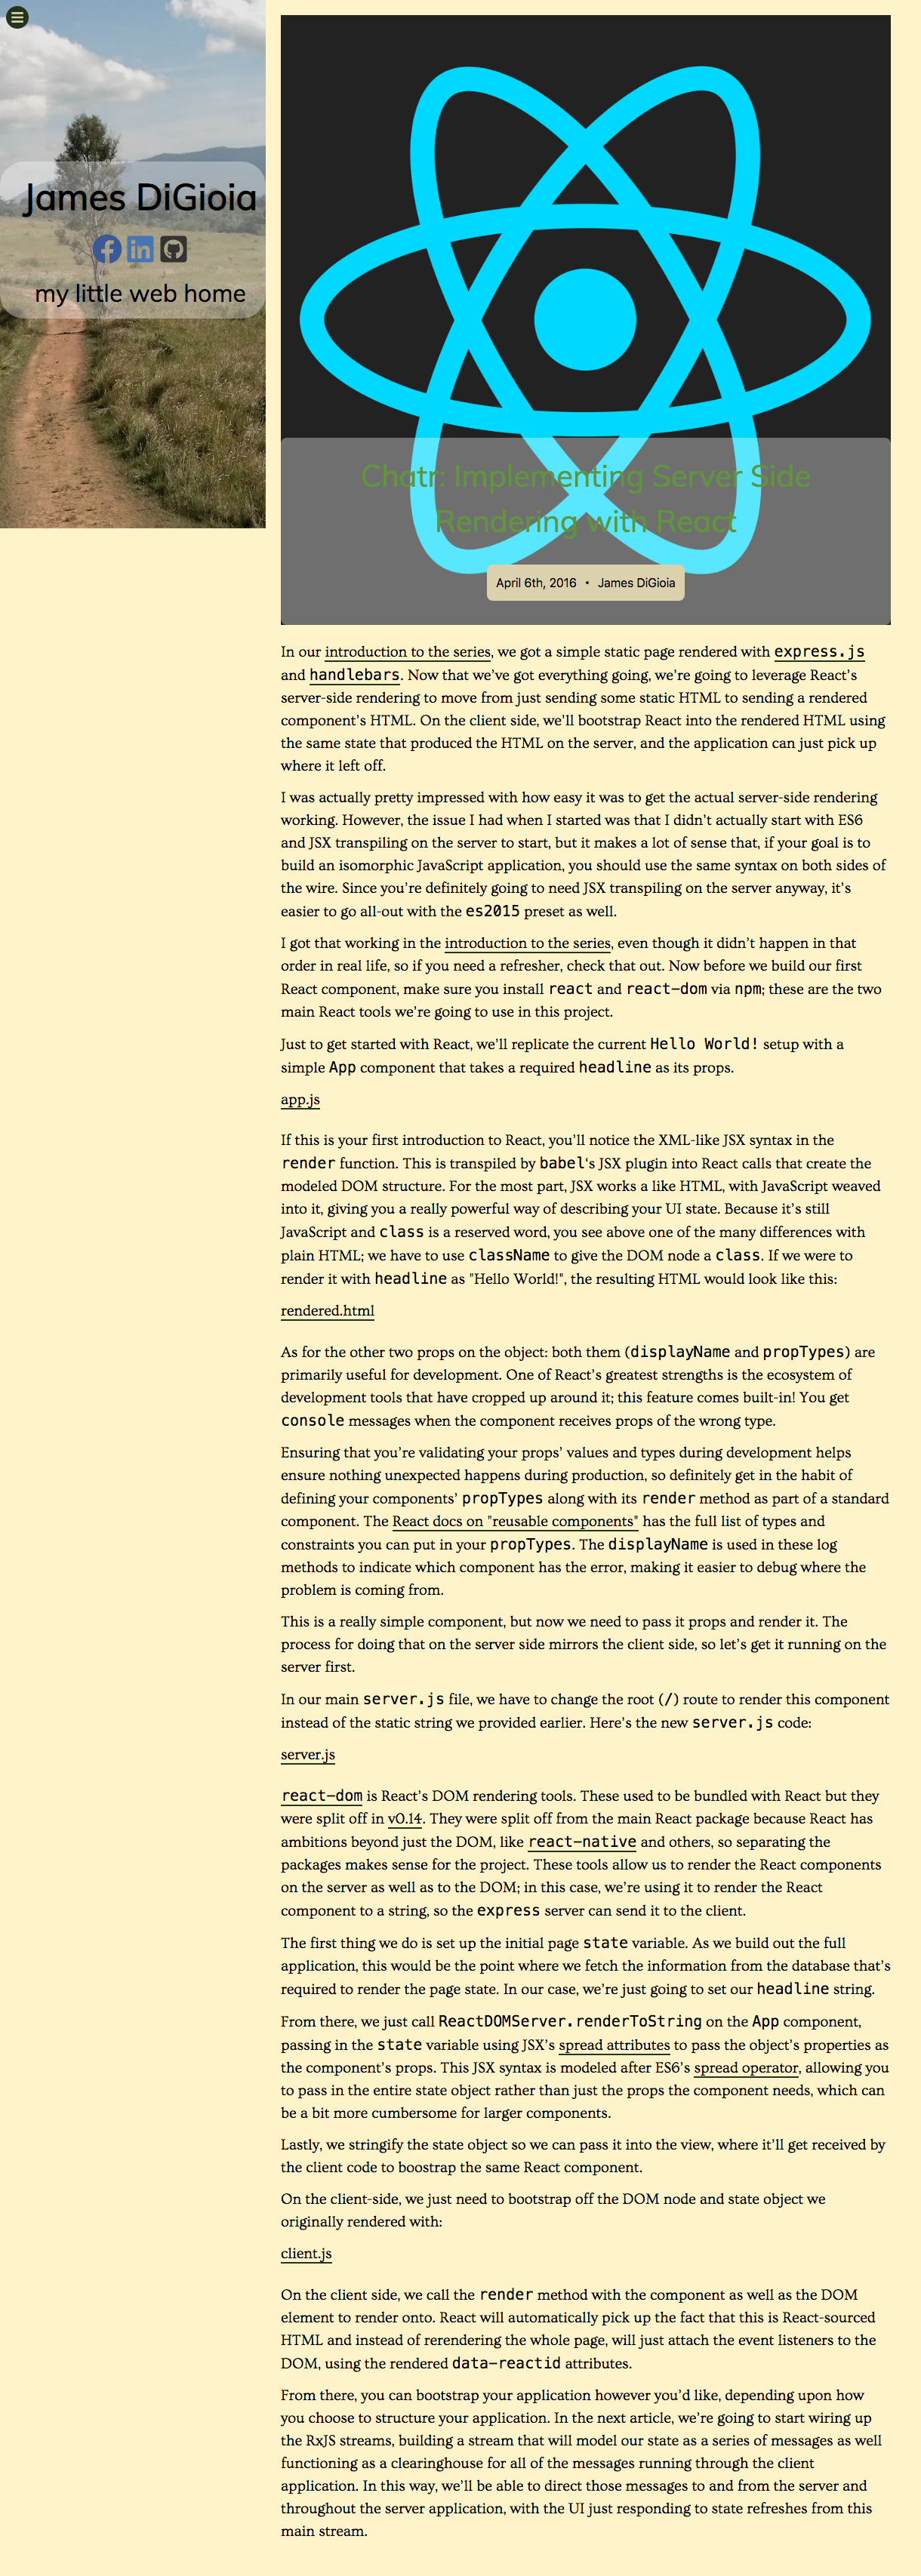 James DiGioia
my little web home
Chatr: Implementing Server Side
Rendering with React
April 6th, 2016 • James DiGioia
In our introduction to the series, we got a simple static page rendered with express.js
and handlebars. Now that we’ve got everything going, we’re going to leverage React’s
server-side rendering to move from just sending some static HTML to sending a rendered
component’s HTML. On the client side, we’ll bootstrap React into the rendered HTML using
the same state that produced the HTML on the server, and the application can just pick up
where it left off.
I was actually pretty impressed with how easy it was to get the actual server-side rendering
working. However, the issue I had when I started was that I didn’t actually start with ES6
and JSX transpiling on the server to start, but it makes a lot of sense that, if your goal is to
build an isomorphic JavaScript application, you should use the same syntax on both sides of
the wire. Since you’re definitely going to need JSX transpiling on the server anyway, it’s
easier to go all-out with the es2015 preset as well.
I got that working in the introduction to the series, even though it didn’t happen in that
order in real life, so if you need a refresher, check that out. Now before we build our first
React component, make sure you install react and react-dom via npm; these are the two
main React tools we’re going to use in this project.
Just to get started with React, we’ll replicate the current Hello World! setup with a
simple App component that takes a required headline as its props.
app.js
If this is your first introduction to React, you’ll notice the XML-like JSX syntax in the
render function. This is transpiled by babel‘s JSX plugin into React calls that create the
modeled DOM structure. For the most part, JSX works a like HTML, with JavaScript weaved
into it, giving you a really powerful way of describing your UI state. Because it’s still
JavaScript and class is a reserved word, you see above one of the many differences with
plain HTML; we have to use className to give the DOM node a class. If we were to
render it with headline as "Hello World!", the resulting HTML would look like this:
rendered.html
As for the other two props on the object: both them (displayName and propTypes) are
primarily useful for development. One of React’s greatest strengths is the ecosystem of
development tools that have cropped up around it; this feature comes built-in! You get
console messages when the component receives props of the wrong type.
Ensuring that you’re validating your props’ values and types during development helps
ensure nothing unexpected happens during production, so definitely get in the habit of
defining your components’ propTypes along with its render method as part of a standard
component. The React docs on "reusable components" has the full list of types and
constraints you can put in your propTypes. The displayName is used in these log
methods to indicate which component has the error, making it easier to debug where the
problem is coming from.
This is a really simple component, but now we need to pass it props and render it. The
process for doing that on the server side mirrors the client side, so let’s get it running on the
server first.
In our main server.js file, we have to change the root (/) route to render this component
instead of the static string we provided earlier. Here’s the new server.js code:
server.js
react-dom is React’s DOM rendering tools. These used to be bundled with React but they
were split off in v0.14. They were split off from the main React package because React has
ambitions beyond just the DOM, like react-native and others, so separating the
packages makes sense for the project. These tools allow us to render the React components
on the server as well as to the DOM; in this case, we’re using it to render the React
component to a string, so the express server can send it to the client.
The first thing we do is set up the initial page state variable. As we build out the full
application, this would be the point where we fetch the information from the database that’s
required to render the page state. In our case, we’re just going to set our headline string.
From there, we just call ReactDOMServer.renderToString on the App component,
passing in the state variable using JSX’s spread attributes to pass the object’s properties as
the component’s props. This JSX syntax is modeled after ES6’s spread operator, allowing you
to pass in the entire state object rather than just the props the component needs, which can
be a bit more cumbersome for larger components.
Lastly, we stringify the state object so we can pass it into the view, where it’ll get received by
the client code to boostrap the same React component.
On the client-side, we just need to bootstrap off the DOM node and state object we
originally rendered with:
client.js
On the client side, we call the render method with the component as well as the DOM
element to render onto. React will automatically pick up the fact that this is React-sourced
HTML and instead of rerendering the whole page, will just attach the event listeners to the
DOM, using the rendered data-reactid attributes.
From there, you can bootstrap your application however you’d like, depending upon how
you choose to structure your application. In the next article, we’re going to start wiring up
the RxJS streams, building a stream that will model our state as a series of messages as well
functioning as a clearinghouse for all of the messages running through the client
application. In this way, we’ll be able to direct those messages to and from the server and
throughout the server application, with the UI just responding to state refreshes from this
main stream.